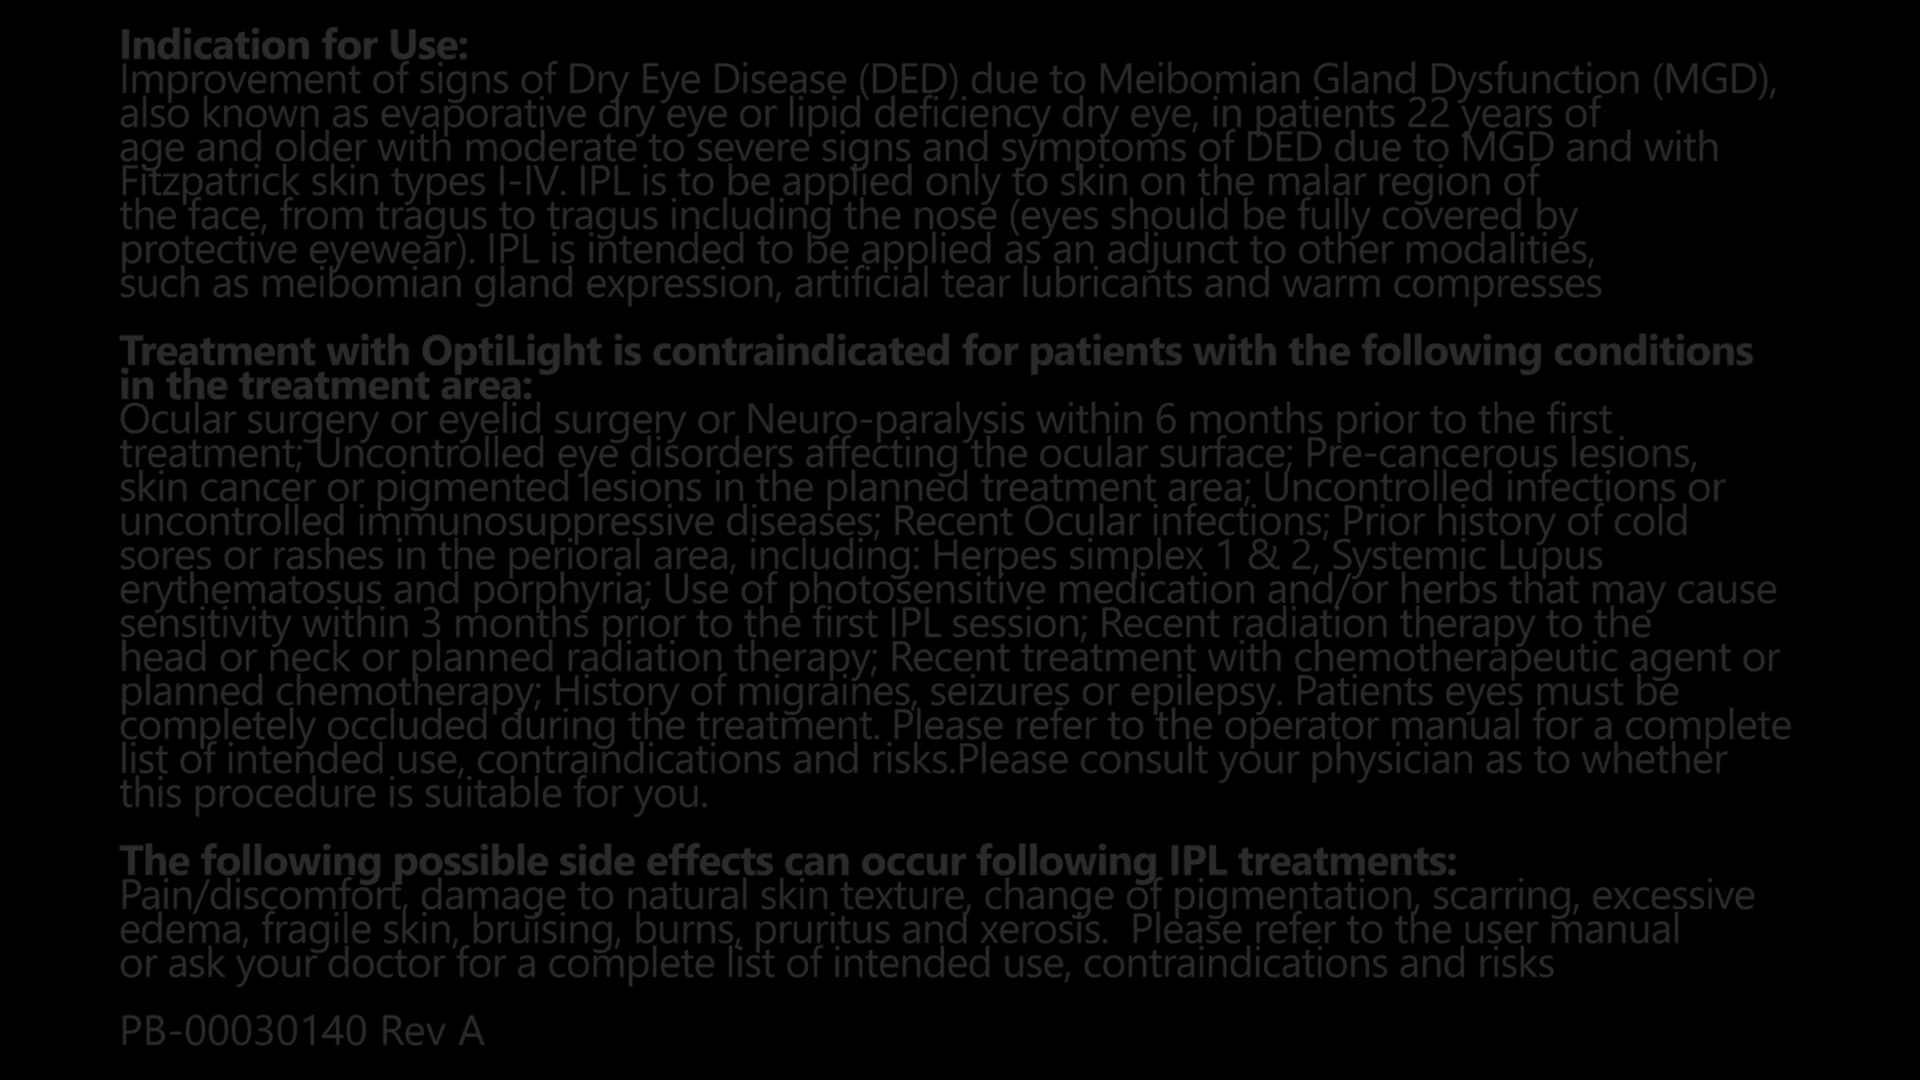 Indication for Use:
Improvement of signs of Dry Eye Disease (DED) due to Meibomian Gland Dysfunction (MGD),
also known as evaporative dry eye or lipid deficiency dry eye, in patients 22 years of
age and older with moderate to severe signs and symptoms of DED due to MGD and with
Fitzpatrick skin types I-IV. IPL is to be applied only to skin on the malar region of
the face, from tragus to tragus including the nose (eyes should be fully covered by
protective eyewear). IPL is intended to be applied as an adjunct to other modalities,
such as meibomian gland expression, artificial tear lubricants and warm compresses
Treatment with OptiLight is contraindicated for patients with the following conditions
in the treatment area:
Ocular surgery or eyelid surgery or Neuro-paralysis within 6 months prior to the first
treatment; Uncontrolled eye disorders affecting the ocular surface; Pre-cancerous lesions,
skin cancer or pigmented lesions in the planned treatment area; Uncontrolled infections or
uncontrolled immunosuppressive diseases; Recent Ocular infections; Prior history of cold
sores or rashes in the perioral area, including: Herpes simplex 1 & 2, Systemic Lupus
erythematosus and porphyria; Use of photosensitive medication and/or herbs that may cause
sensitivity within 3 months prior to the first IPL session; Recent radiation therapy to the
head or neck or planned radiation therapy; Recent treatment with chemotherapeutic agent or
planned chemotherapy; History of migraines, seizures or epilepsy. Patients eyes must be
completely occluded during the treatment. Please refer to the operator manual for a complete
list of intended use, contraindications and risks.Please consult your physician as to whether
this procedure is suitable for you.
The following possible side effects can occur following IPL treatments:
Pain/discomfort, damage to natural skin texture, change of pigmentation, scarring, excessive
edema, fragile skin, bruising, burns, pruritus and xerosis.  Please refer to the user manual
or ask your doctor for a complete list of intended use, contraindications and risks
PB-00030140 Rev A